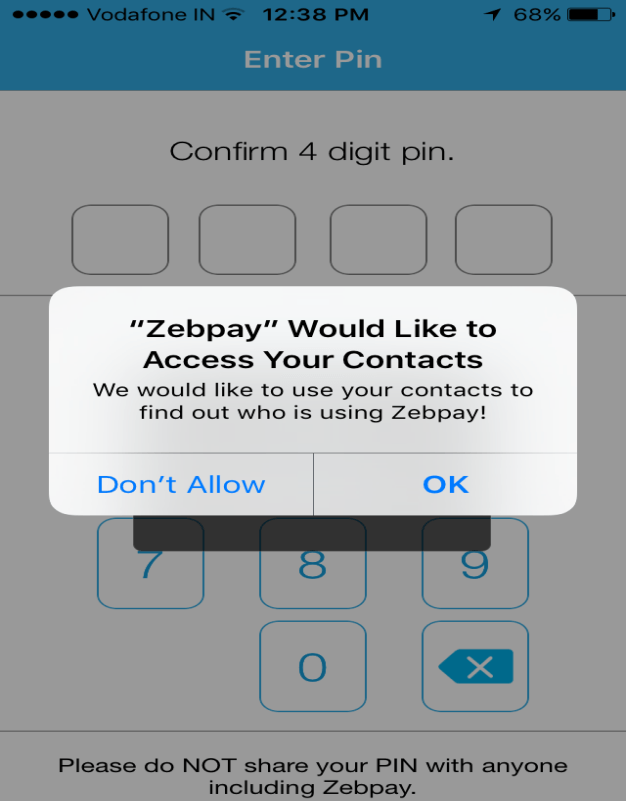 Vodafone IN 12:38 PM 68%
Enter Pin
Confirm 4 digit pin.
"Zebpay" Would Like to
Access Your Contacts
We would like to use your contacts to
find out who is using Zebpay!
Don't Allow OK
7 8 9
0
Please do NOT share your PIN with anyone
including Zebpay.